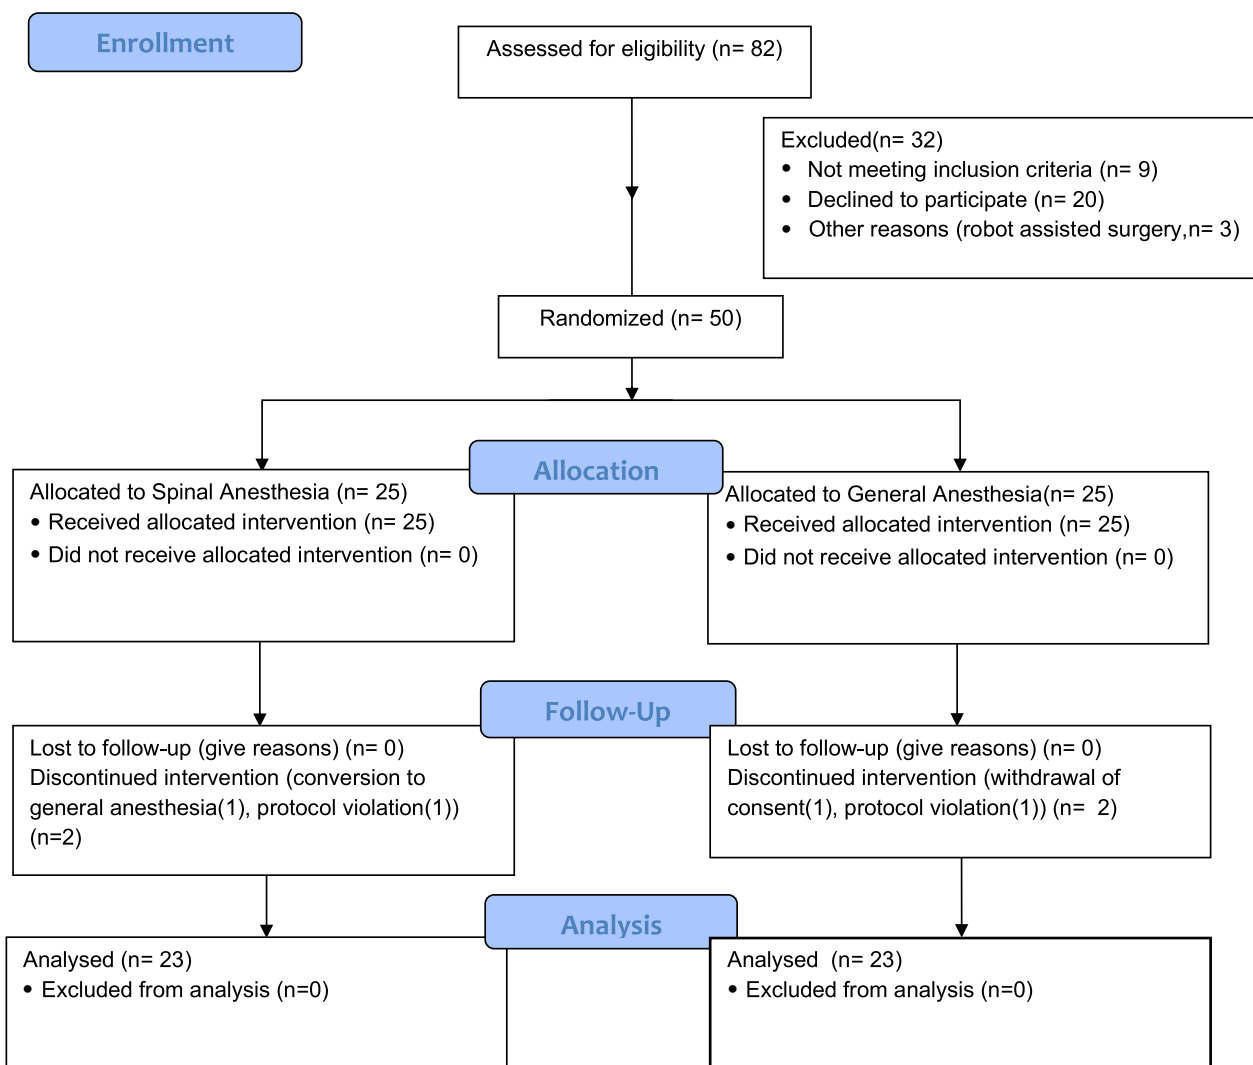 Enrollment
Assessed for eligibility (n= 82)
Excluded(n= 32)
• Not meeting inclusion criteria (n= 9)
• Declined to participate (n= 20)
• Other reasons (robot assisted surgery,n= 3)
Randomized (n= 50)
Allocation
Allocated to Spinal Anesthesia (n= 25)
• Received allocated intervention (n= 25)
• Did not receive allocated intervention (n= 0)
Allocated to General Anesthesia(n= 25)
• Received allocated intervention (n= 25)
• Did not receive allocated intervention (n= 0)
Follow-Up
Lost to follow-up (give reasons) (n= 0)
Discontinued intervention (conversion to
general anesthesia(1), protocol violation(1))
(n=2)
Lost to follow-up (give reasons) (n= 0)
Discontinued intervention (withdrawal of
consent(1), protocol violation(1)) (n=  2)
Analysis
Analysed (n= 23)
• Excluded from analysis (n=0)
Analysed  (n= 23)
• Excluded from analysis (n=0)